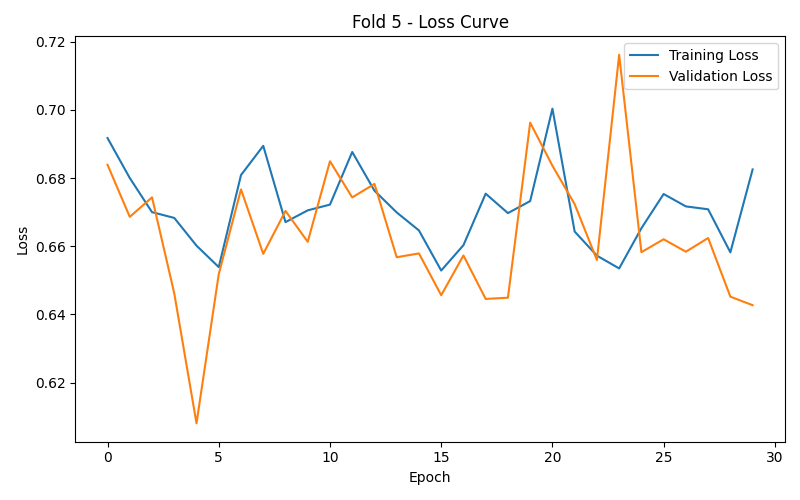 Fold 5 - Loss Curve
Training Loss
Validation Loss
0.72
0.70
0.68
0.66
0.64
0.62
Loss
0 5 10 15 20 25 30
Epoch